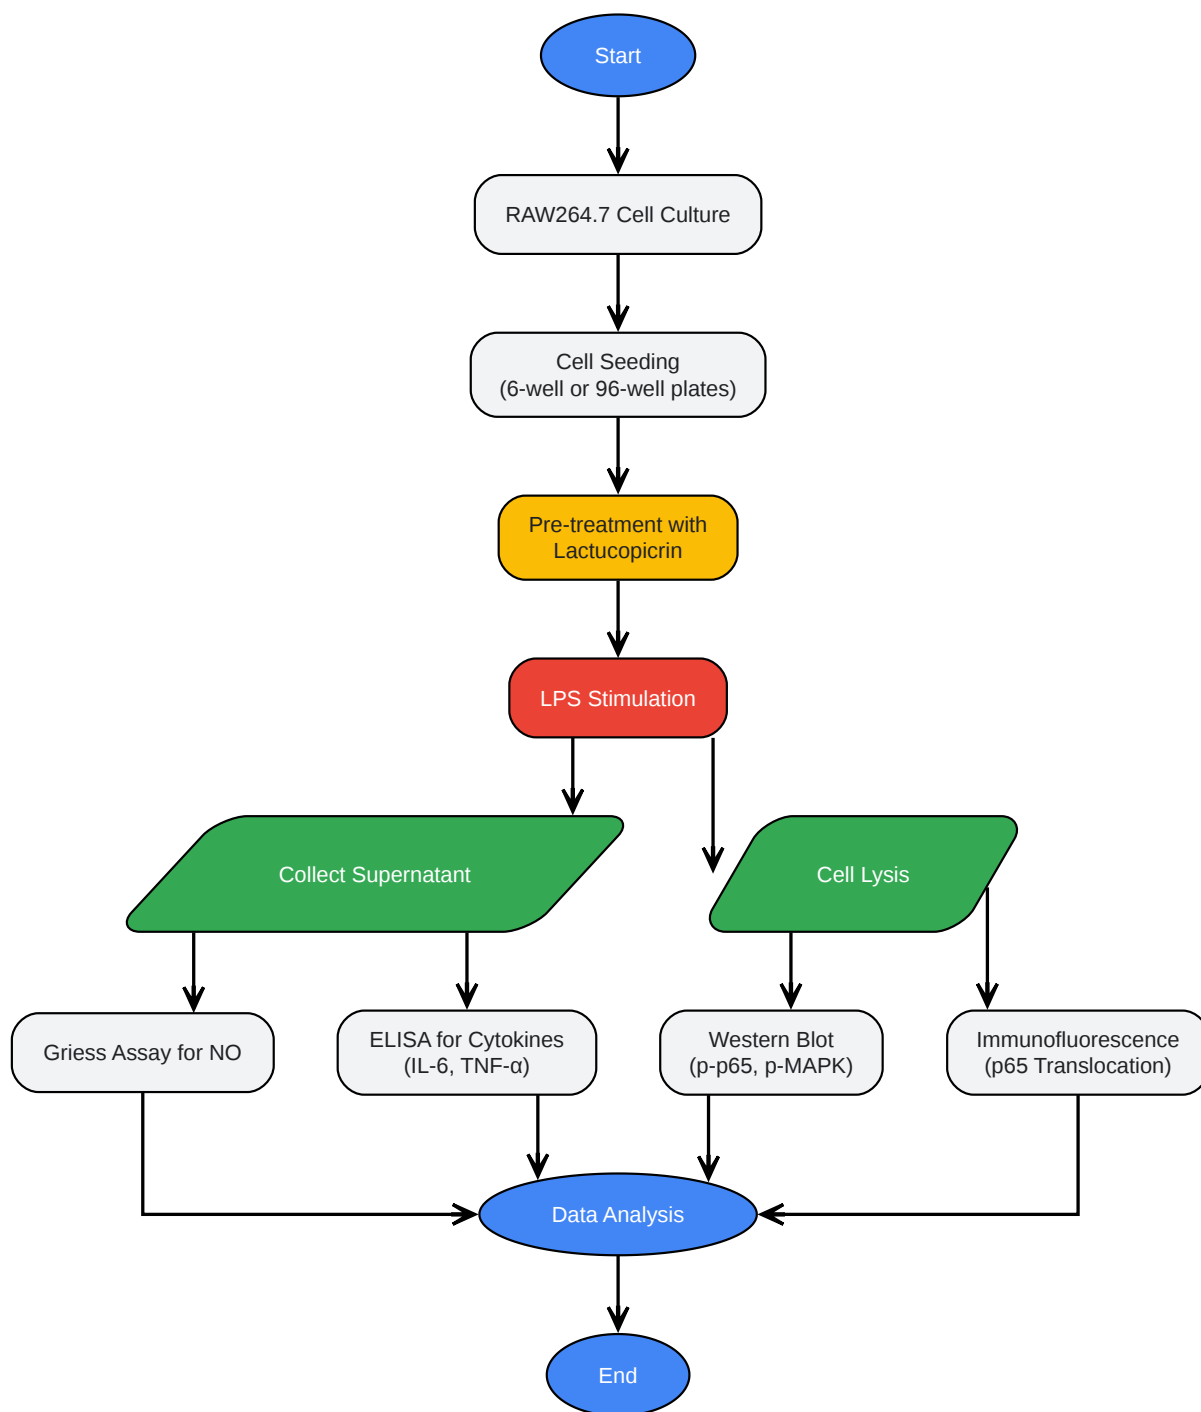 Start
RAW264.7 Cell Culture
Cell Seeding
(6-well or 96-well plates)
Pre-treatment with
Lactucopicrin
LPS Stimulation
Collect Supernatant
Cell Lysis
Griess Assay for NO
ELISA for Cytokines
(IL-6, TNF-α)
Western Blot
(p-p65, p-MAPK)
Immunofluorescence
(p65 Translocation)
Data Analysis
End